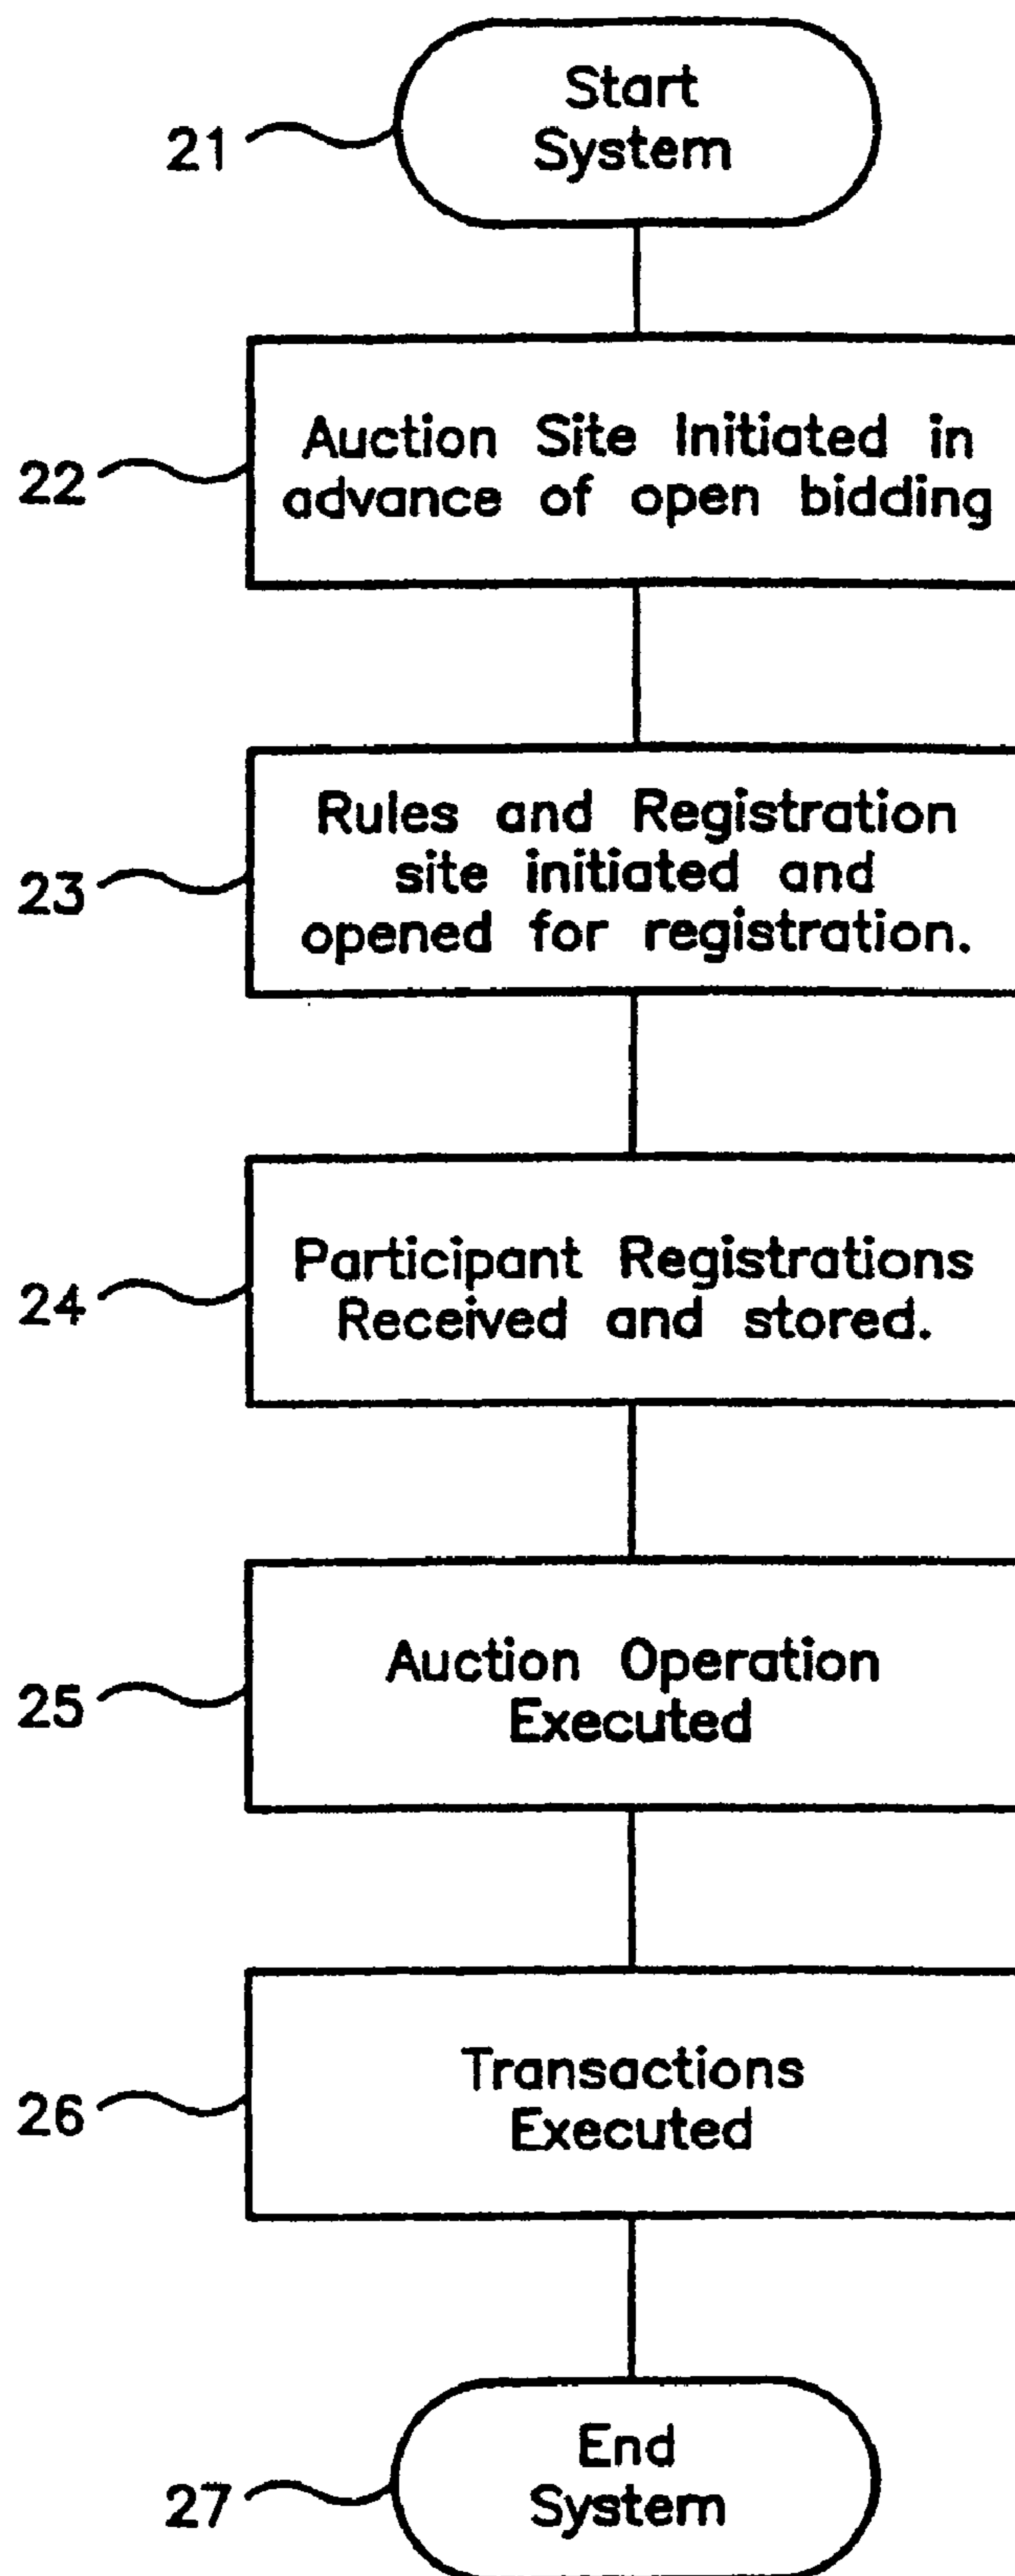 Start
System
21
Auction Site Initiated in
advance of open bidding
22
Rules and Registration
site initiated and
opened for registration.
23
Participant Registrations
Received and stored.
24
Auction Operation
Executed
25
Transactions
Executed
26
End
System
27